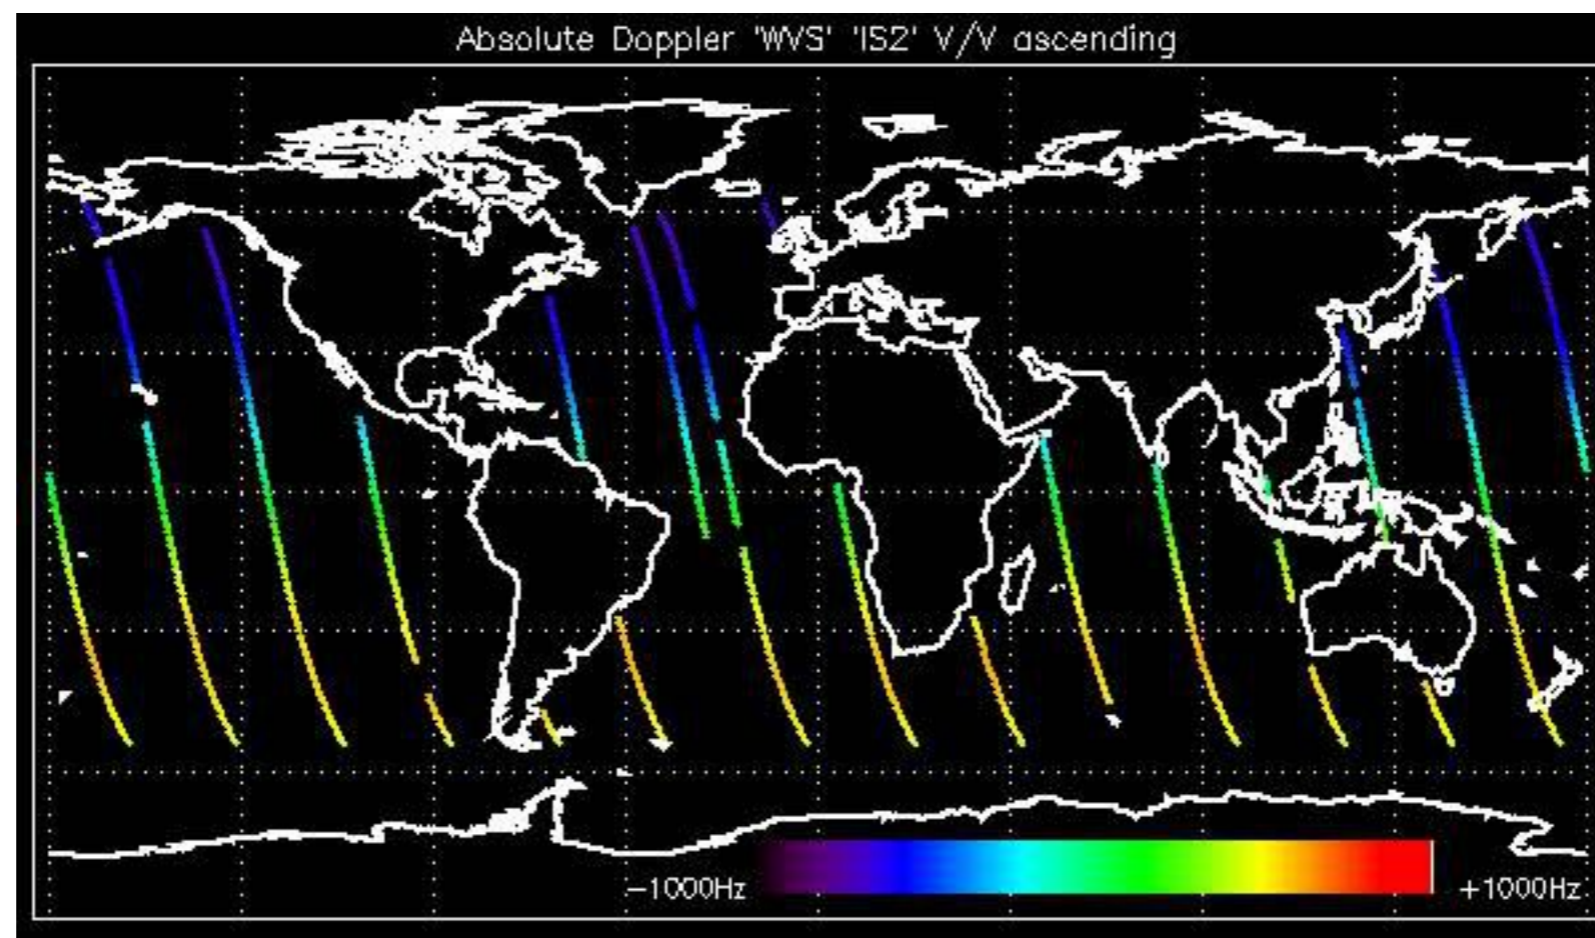 Absolute Doppler 'WVS' 'IS2' V/V ascending
−1000Hz
+1000Hz